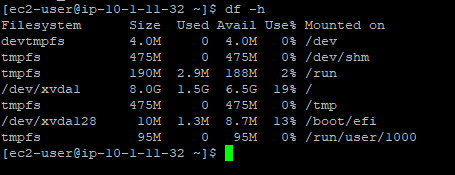 [ec2-user@ip-10-1-11-32 ~]$ df -h
Filesystem      Size  Used Avail Use% Mounted on
devtmpfs        4.0M     0  4.0M   0% /dev
tmpfs           475M     0  475M   0% /dev/shm
tmpfs           190M  2.9M  188M   2% /run
/dev/xvda1      8.0G  1.5G  6.5G  19% /
tmpfs           475M     0  475M   0% /tmp
/dev/xvda128     10M  1.3M  8.7M  13% /boot/efi
tmpfs            95M     0   95M   0% /run/user/1000
[ec2-user@ip-10-1-11-32 ~]$